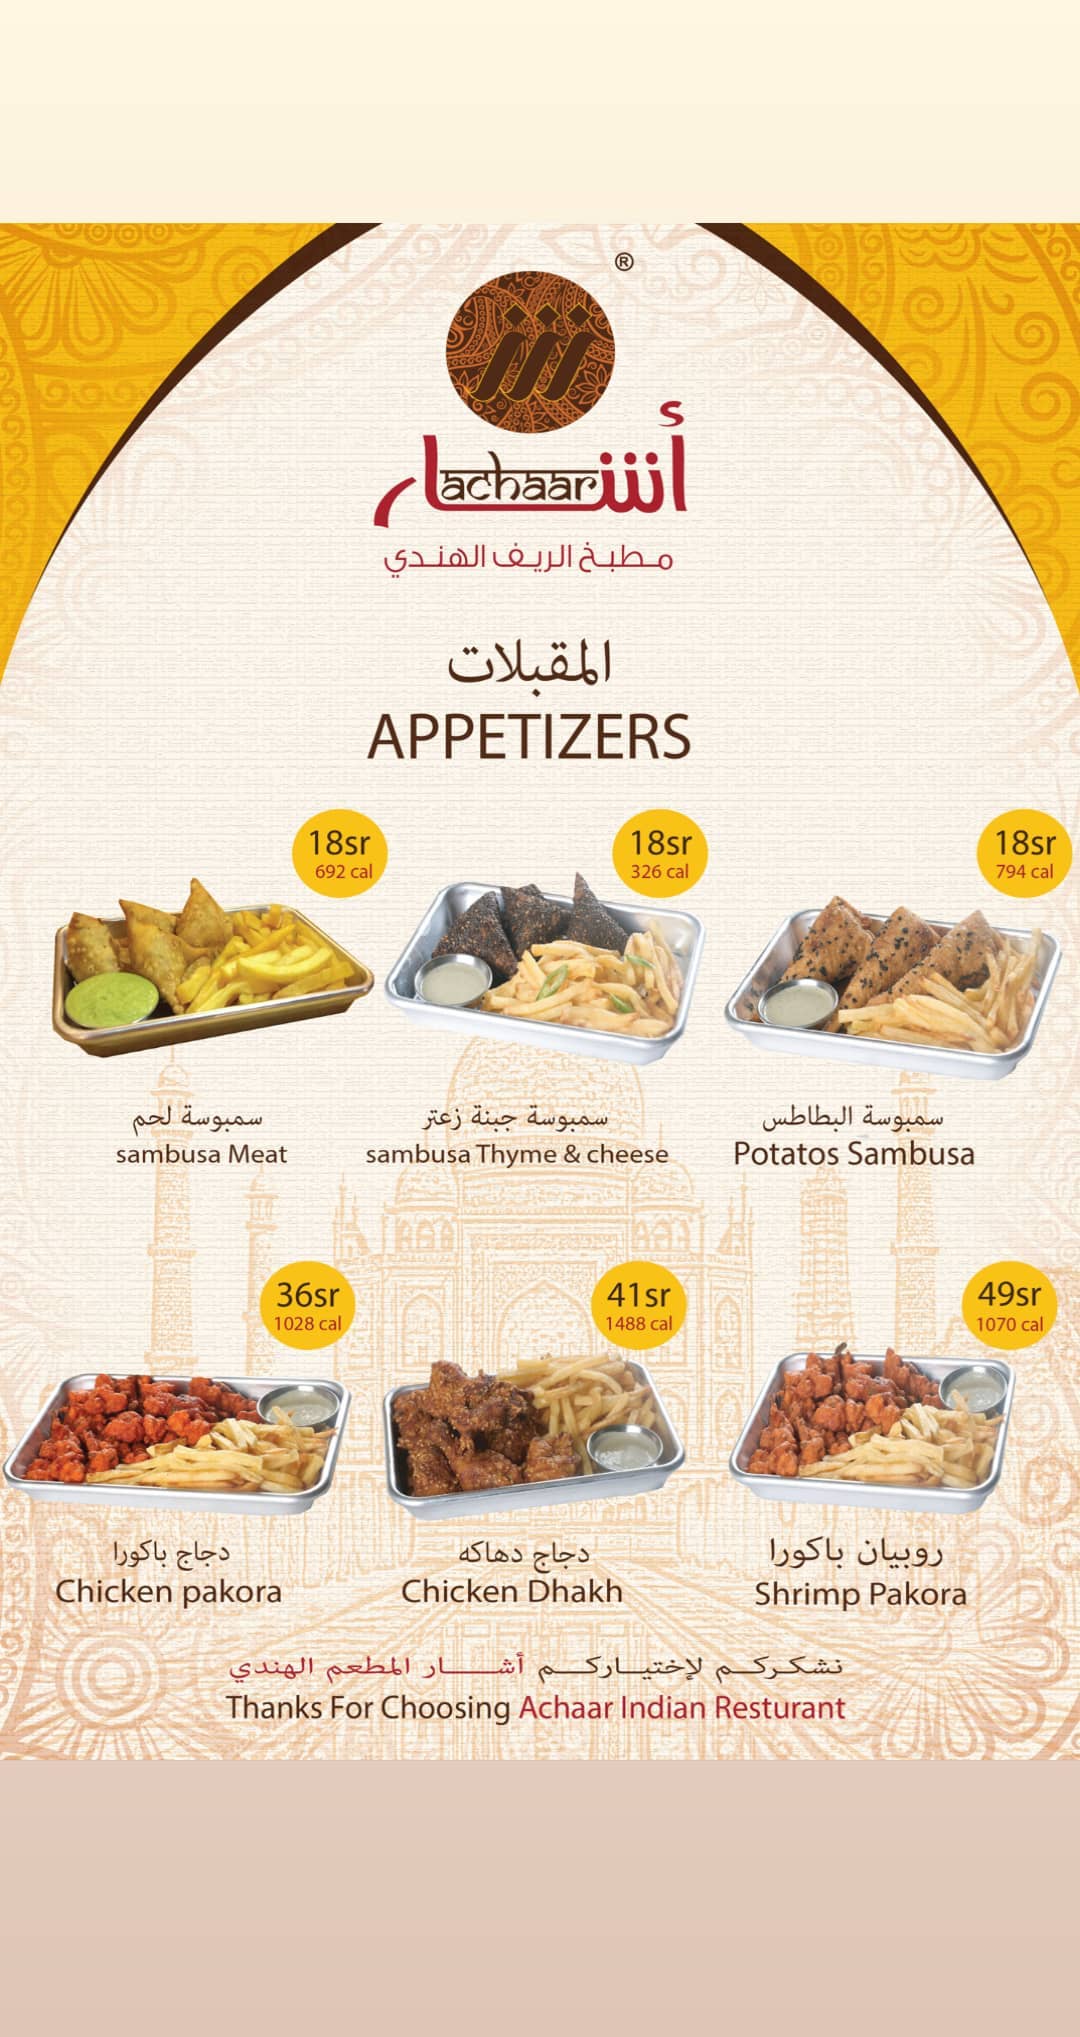 ®
أشار
achaar
مطبخ الريف الهندي
المقبلات
APPETIZERS
18sr
692 cal
18sr
326 cal
18sr
794 cal
سمبوسة لحم
sambusa Meat
سمبوسة جبنة زعتر
sambusa Thyme & cheese
سمبوسة البطاطس
Potatos Sambusa
36sr
1028 cal
41sr
1488 cal
49sr
1070 cal
دجاج باكورا
Chicken pakora
دجاج دهاكه
Chicken Dhakh
روبيان باكورا
Shrimp Pakora
نشكركم لإختياركم أشار المطعم الهندي
Thanks For Choosing Achaar Indian Resturant